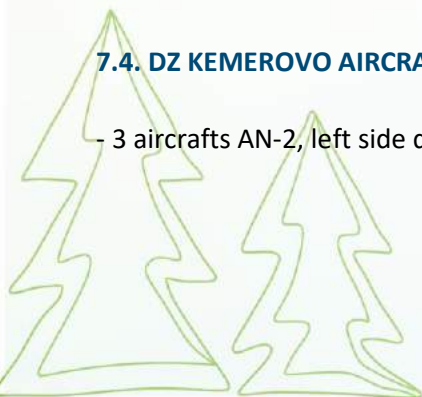 7.4. DZ KEMEROVO AIRCRA
- 3 aircrafts AN-2, left side